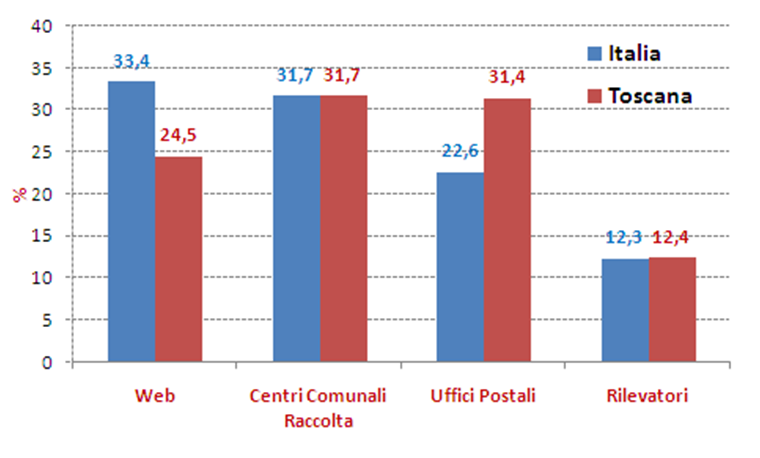 40
35
30
25
20
15
10
5
0
%
33,4
24,5
31,7
31,7
22,6
31,4
12,3
12,4
Italia
Toscana
Web
Centri Comunali
Raccolta
Uffici Postali
Rilevatori